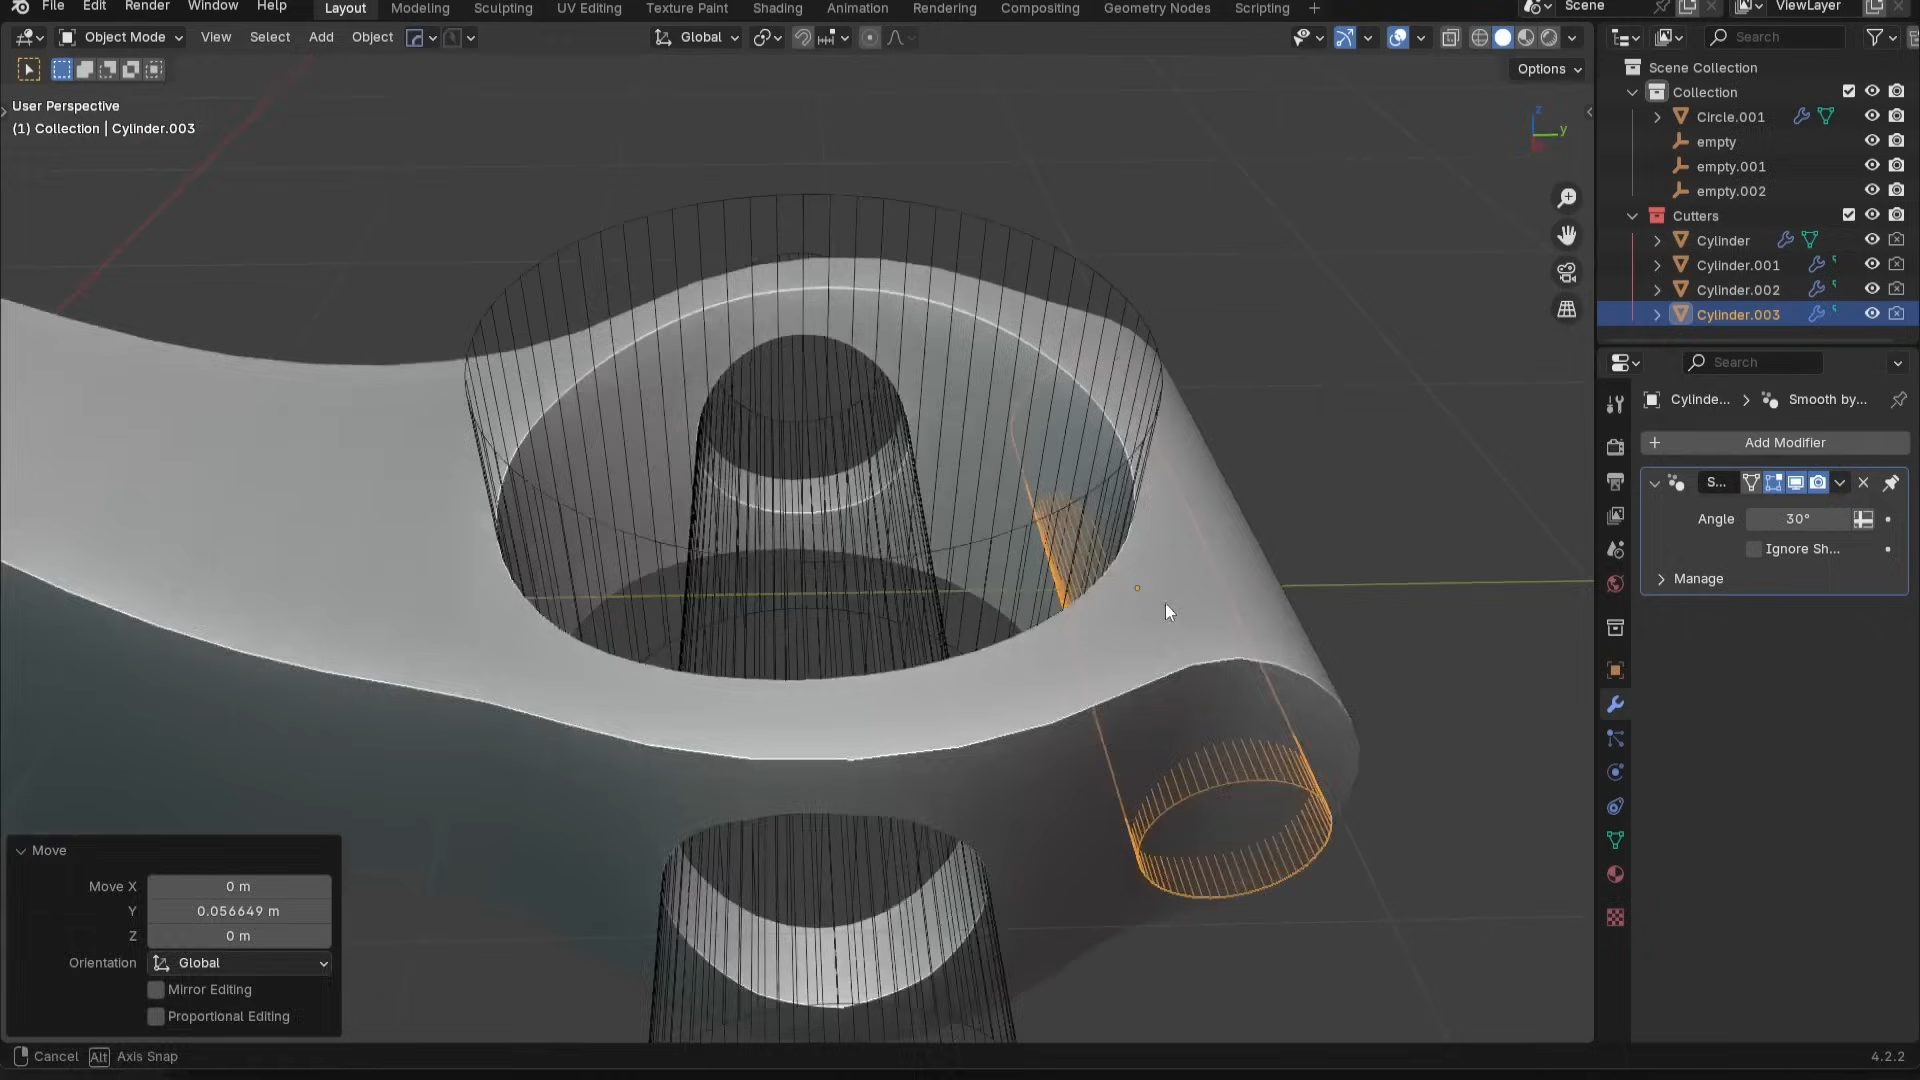 File Edit Render Window Help Layout Modeling Sculpting UV Editing Texture Paint Shading Animation Rendering Compositing Geometry Nodes Scripting + Scene ViewLayer
Object Mode View Select Add Object Global Search
Options
User Perspective
(1) Collection | Cylinder.003
z
y
Scene Collection
Collection
Circle.001
empty
empty.001
empty.002
Cutters
Cylinder
Cylinder.001
Cylinder.002
Cylinder.003
Search
Cylinde... > Smooth by...
+ Add Modifier
S...
Angle 30°
Ignore Sh...
Manage
Move
Move X 0 m
Y 0.056649 m
Z 0 m
Orientation Global
Mirror Editing
Proportional Editing
Cancel Alt Axis Snap
4.2.2